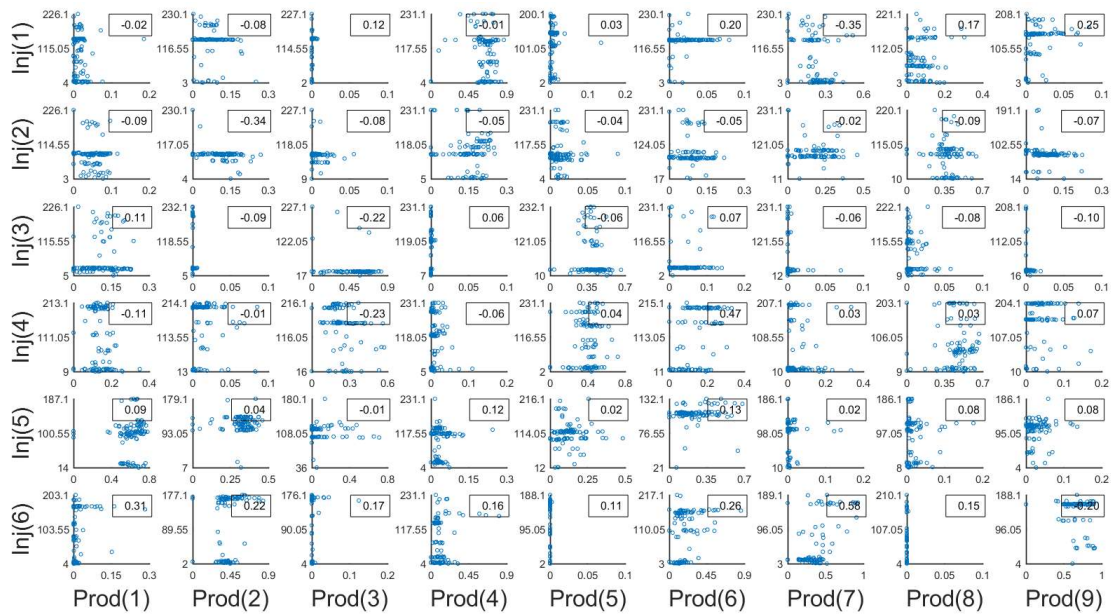 226.1 -0.02 230.1 -0.08 227.1 0.12 231.1 -0.01 200.1 0.03 230.1 0.20 231.1 -0.35 221.1 0.17 208.1 0.25
Inj(1) 115.05 116.55 114.55 117.55 101.05 116.55 116.55 112.05 105.55
4 3 2 4 2 3 3 3 3
0 0.1 0.2 0 0.15 0.3 0 0.05 0.1 0 0.45 0.9 0 0.1 0.2 0 0.15 0.3 0 0.3 0.6 0 0.2 0.4 0 0.15 0.3
226.1 -0.09 230.1 -0.34 227.1 -0.08 231.1 -0.05 231.1 -0.04 231.1 -0.05 231.1 -0.02 220.1 -0.09 191.1 -0.07
Inj(2) 114.55 117.05 118.05 118.05 118.05 124.05 121.05 115.05 102.55
3 4 9 5 5 17 11 10 14
0 0.1 0.2 0 0.15 0.3 0 0.05 0.1 0 0.15 0.3 0 0.05 0.1 0 0.15 0.3 0 0.25 0.5 0 0.35 0.7 0 0.15 0.3
226.1 0.11 232.1 -0.09 227.1 -0.22 231.1 0.06 232.1 -0.06 231.1 0.07 231.1 -0.06 222.1 -0.08 208.1 -0.10
Inj(3) 115.55 118.55 122.05 119.05 121.05 116.55 121.55 115.55 112.05
5 5 17 7 10 2 12 9 16
0 0.2 0.4 0 0.05 0.1 0 0.45 0.9 0 0.05 0.1 0 0.35 0.7 0 0.1 0.2 0 0.05 0.1 0 0.05 0.1 0 0.05 0.1
213.1 -0.11 214.1 -0.01 216.1 -0.23 231.1 -0.06 231.1 0.04 215.1 0.47 207.1 0.03 203.1 0.03 204.1 0.07
Inj(4) 111.05 113.55 116.05 118.05 116.55 113.05 108.55 106.05 107.05
9 13 16 5 2 11 10 9 10
0 0.2 0.4 0 0.05 0.1 0 0.3 0.6 0 0.1 0.2 0 0.4 0.8 0 0.2 0.4 0 0.05 0.1 0 0.35 0.7 0 0.1 0.2
187.1 0.09 179.1 0.04 180.1 -0.01 231.1 0.12 216.1 0.02 132.1 0.13 186.1 0.02 186.1 0.08 186.1 0.08
Inj(5) 100.55 93.05 108.05 117.55 114.05 76.55 98.05 97.05 95.05
14 7 36 4 12 21 10 8 4
0 0.4 0.8 0 0.25 0.5 0 0.1 0.2 0 0.1 0.2 0 0.25 0.5 0 0.35 0.7 0 0.05 0.1 0 0.1 0.2 0 0.1 0.2
203.1 0.31 177.1 0.22 176.1 0.17 231.1 0.16 188.1 0.11 217.1 0.26 189.1 0.58 210.1 0.15 188.1 -0.20
Inj(6) 103.55 89.55 90.05 117.55 95.05 110.05 96.05 107.05 96.05
4 2 4 4 2 3 3 4 4
0 0.15 0.3 0 0.45 0.9 0 0.1 0.2 0 0.45 0.9 0 0.05 0.1 0 0.45 0.9 0 0.5 1 0 0.05 0.1 0 0.5 1
Prod(1) Prod(2) Prod(3) Prod(4) Prod(5) Prod(6) Prod(7) Prod(8) Prod(9)